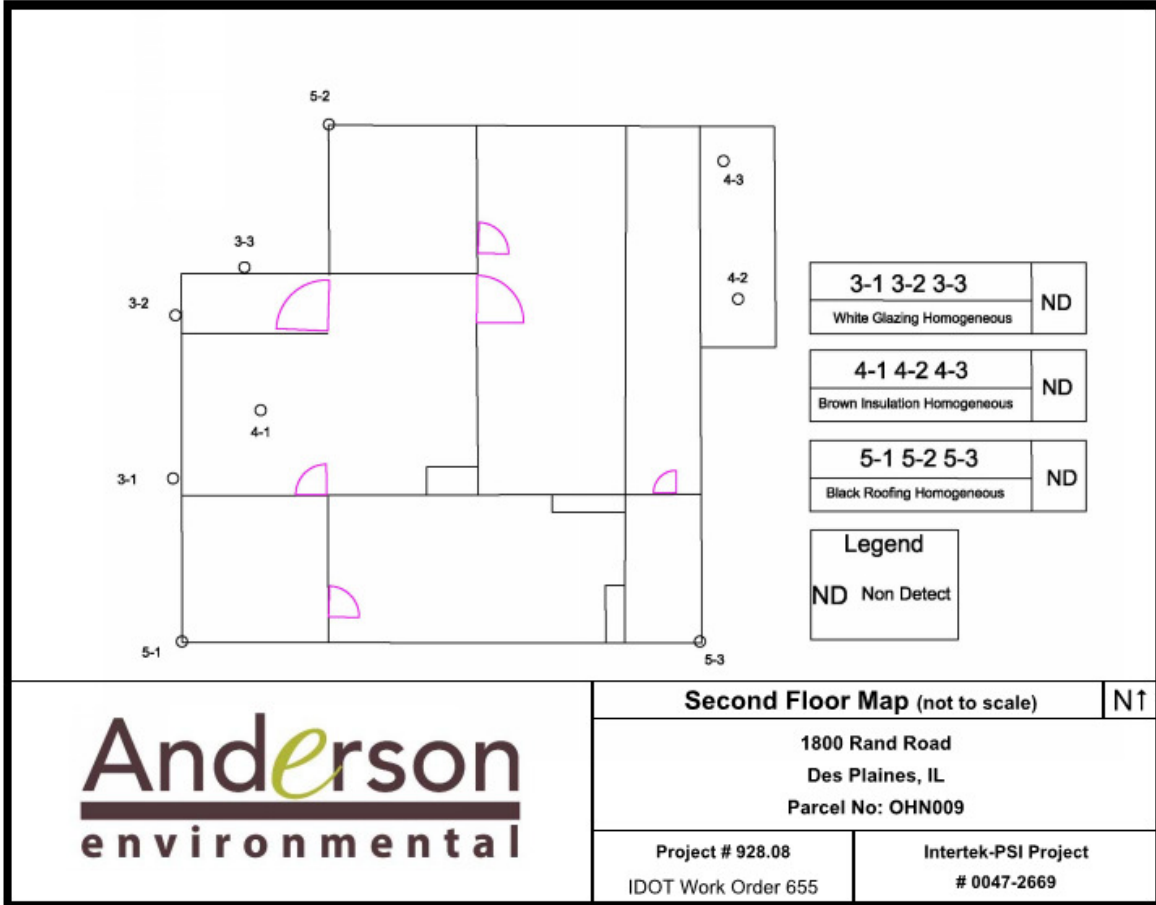 5-2
4-3
3-3
3-2
4-2
4-1
3-1
5-1
5-3
3-1 3-2 3-3
White Glazing Homogeneous
ND
4-1 4-2 4-3
Brown Insulation Homogeneous
ND
5-1 5-2 5-3
Black Roofing Homogeneous
ND
Legend
ND Non Detect
Anderson
environmental
Second Floor Map (not to scale)
N↑
1800 Rand Road
Des Plaines, IL
Parcel No: OHN009
Project # 928.08
IDOT Work Order 655
Intertek-PSI Project
# 0047-2669